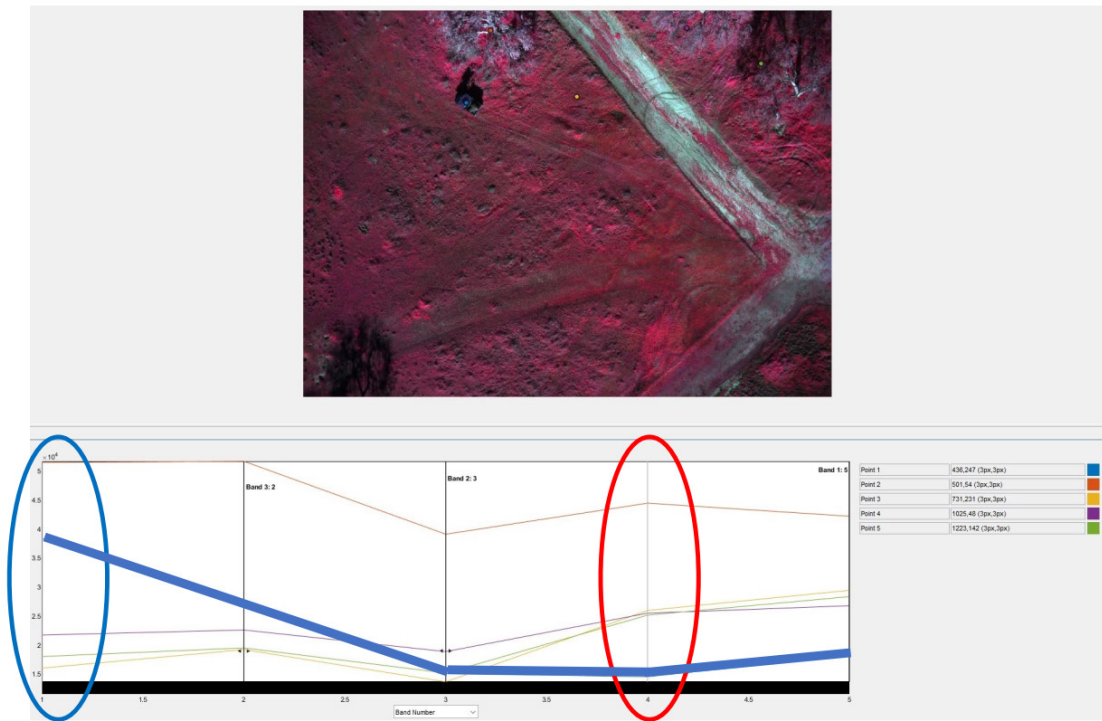 × 10⁴
5
4.5
4
3.5
3
2.5
2
1.5
Band 3: 2
Band 2: 3
Band 1: 5
1 1.5 2 2.5 3 3.5 4 4.5 5
Band Number
Point 1 436,247 (3px,3px)
Point 2 501,54 (3px,3px)
Point 3 731,231 (3px,3px)
Point 4 1025,48 (3px,3px)
Point 5 1223,142 (3px,3px)